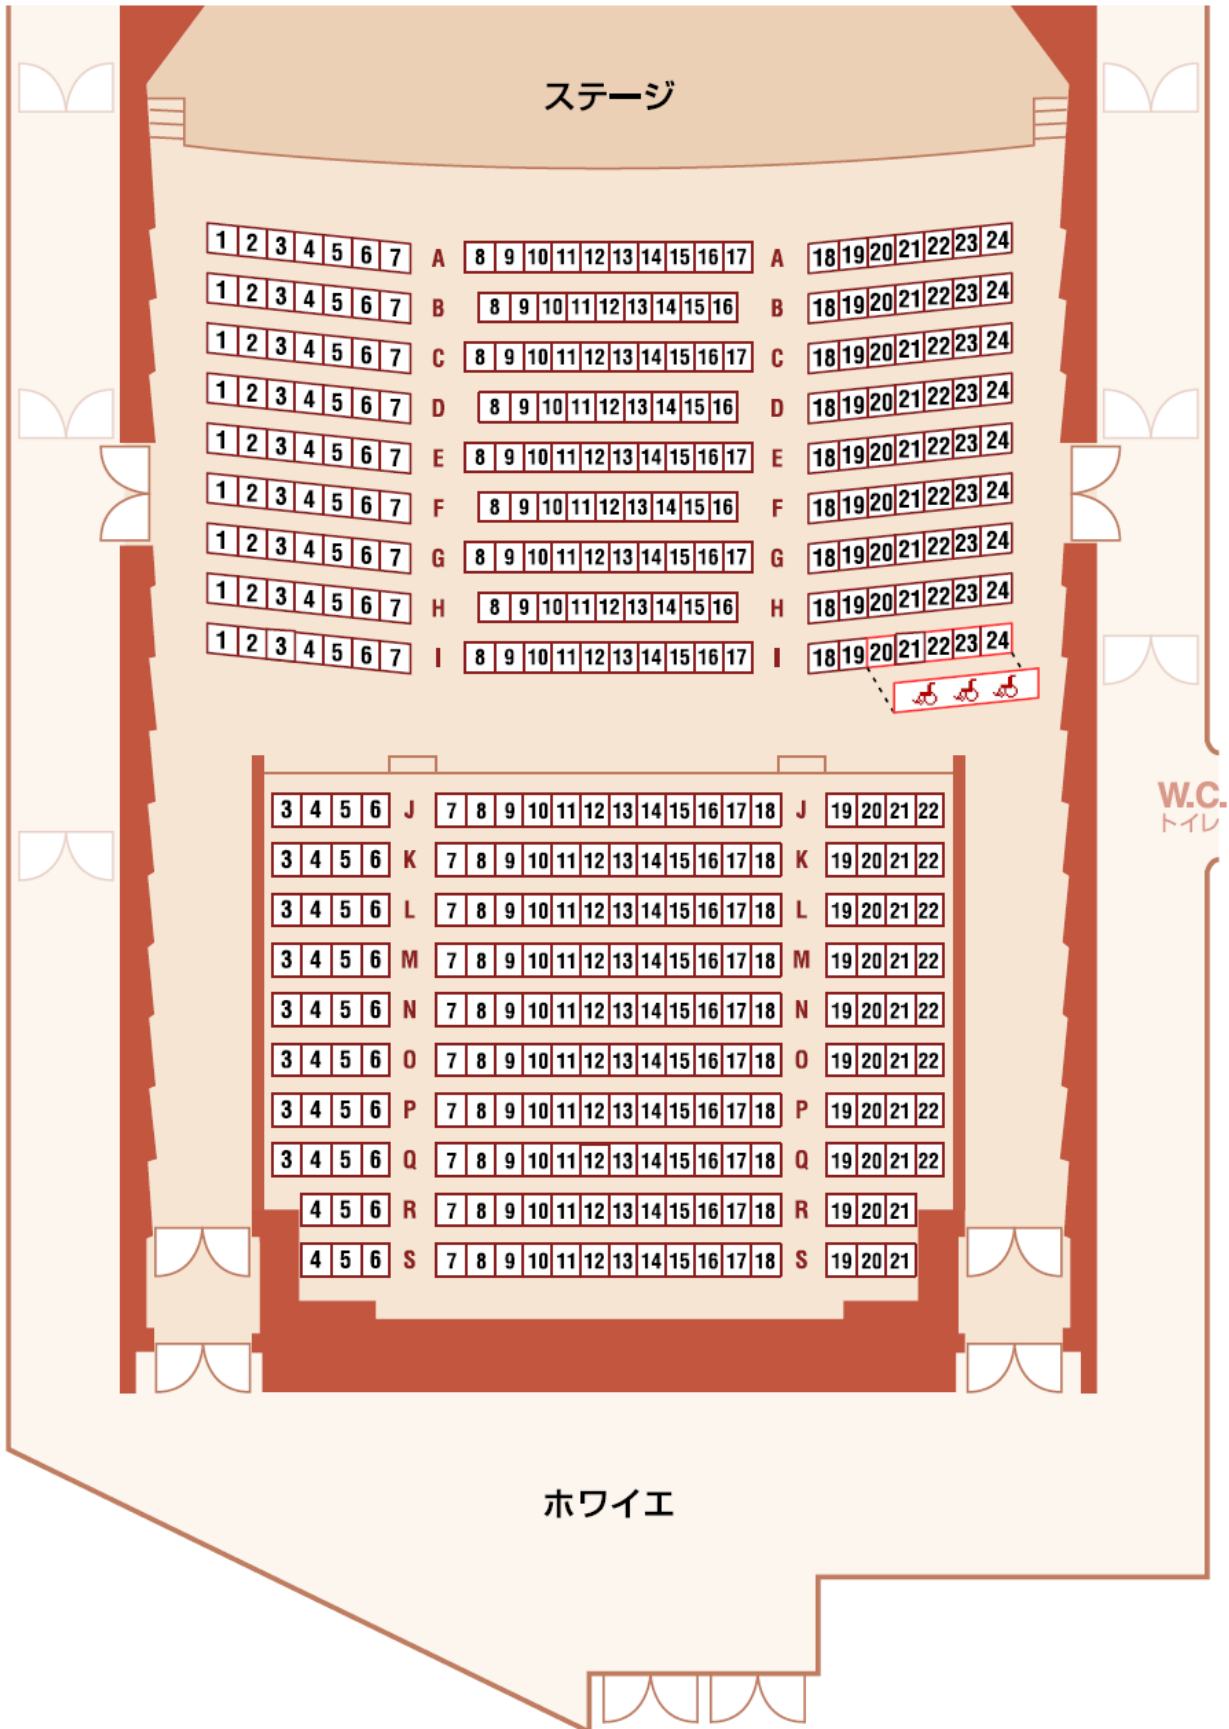 ステージ
1 2 3 4 5 6 7 A 8 9 10 11 12 13 14 15 16 17 A 18 19 20 21 22 23 24
1 2 3 4 5 6 7 B 8 9 10 11 12 13 14 15 16 B 18 19 20 21 22 23 24
1 2 3 4 5 6 7 C 8 9 10 11 12 13 14 15 16 17 C 18 19 20 21 22 23 24
1 2 3 4 5 6 7 D 8 9 10 11 12 13 14 15 16 D 18 19 20 21 22 23 24
1 2 3 4 5 6 7 E 8 9 10 11 12 13 14 15 16 17 E 18 19 20 21 22 23 24
1 2 3 4 5 6 7 F 8 9 10 11 12 13 14 15 16 F 18 19 20 21 22 23 24
1 2 3 4 5 6 7 G 8 9 10 11 12 13 14 15 16 17 G 18 19 20 21 22 23 24
1 2 3 4 5 6 7 H 8 9 10 11 12 13 14 15 16 H 18 19 20 21 22 23 24
1 2 3 4 5 6 7 I 8 9 10 11 12 13 14 15 16 17 I 18 19 20 21 22 23 24
3 4 5 6 J 7 8 9 10 11 12 13 14 15 16 17 18 J 19 20 21 22
W.C.
トイレ
3 4 5 6 K 7 8 9 10 11 12 13 14 15 16 17 18 K 19 20 21 22
3 4 5 6 L 7 8 9 10 11 12 13 14 15 16 17 18 L 19 20 21 22
3 4 5 6 M 7 8 9 10 11 12 13 14 15 16 17 18 M 19 20 21 22
3 4 5 6 N 7 8 9 10 11 12 13 14 15 16 17 18 N 19 20 21 22
3 4 5 6 O 7 8 9 10 11 12 13 14 15 16 17 18 O 19 20 21 22
3 4 5 6 P 7 8 9 10 11 12 13 14 15 16 17 18 P 19 20 21 22
3 4 5 6 Q 7 8 9 10 11 12 13 14 15 16 17 18 Q 19 20 21 22
4 5 6 R 7 8 9 10 11 12 13 14 15 16 17 18 R 19 20 21
4 5 6 S 7 8 9 10 11 12 13 14 15 16 17 18 S 19 20 21
ホワイエ